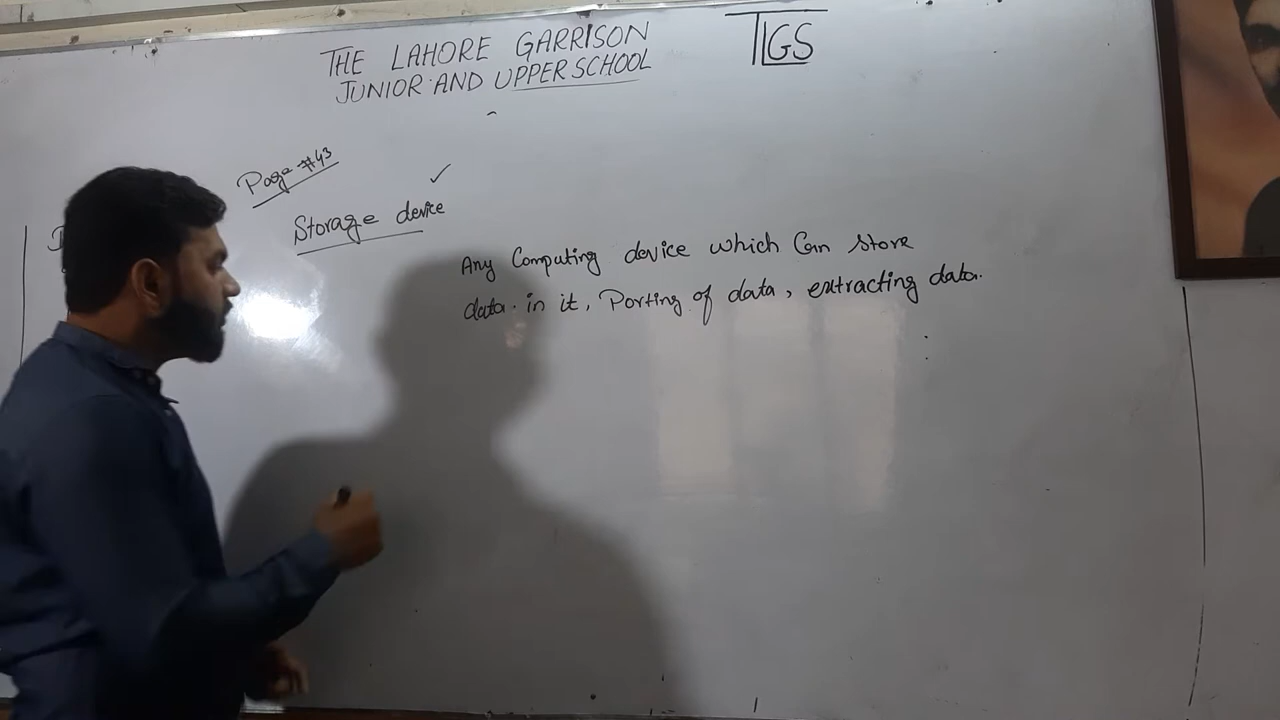 THE LAHORE GARRISON
JUNIOR AND UPPER SCHOOL
TLGS
Page #43
Storage device
Any Computing device which Can store
data in it, Porting of data, extracting data.